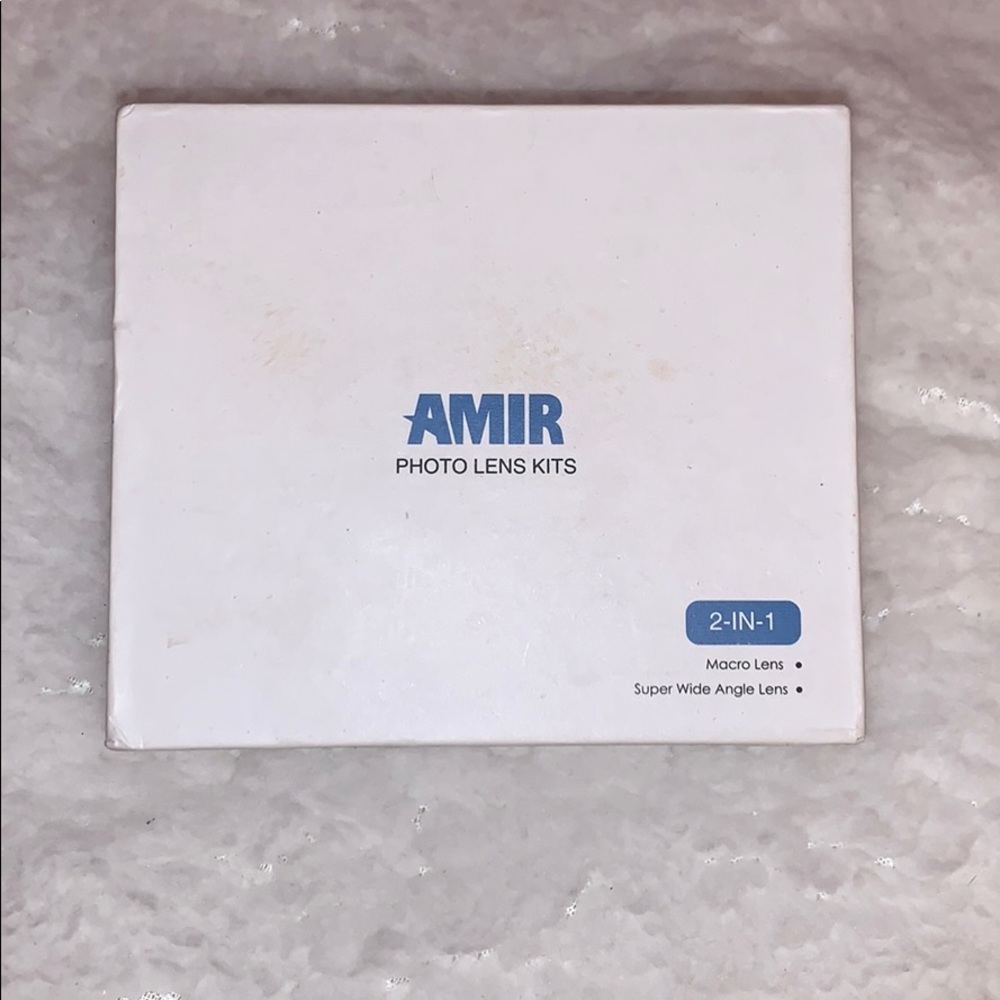 AMIR
PHOTO LENS KITS
2-IN-1
Macro Lens •
Super Wide Angle Lens •